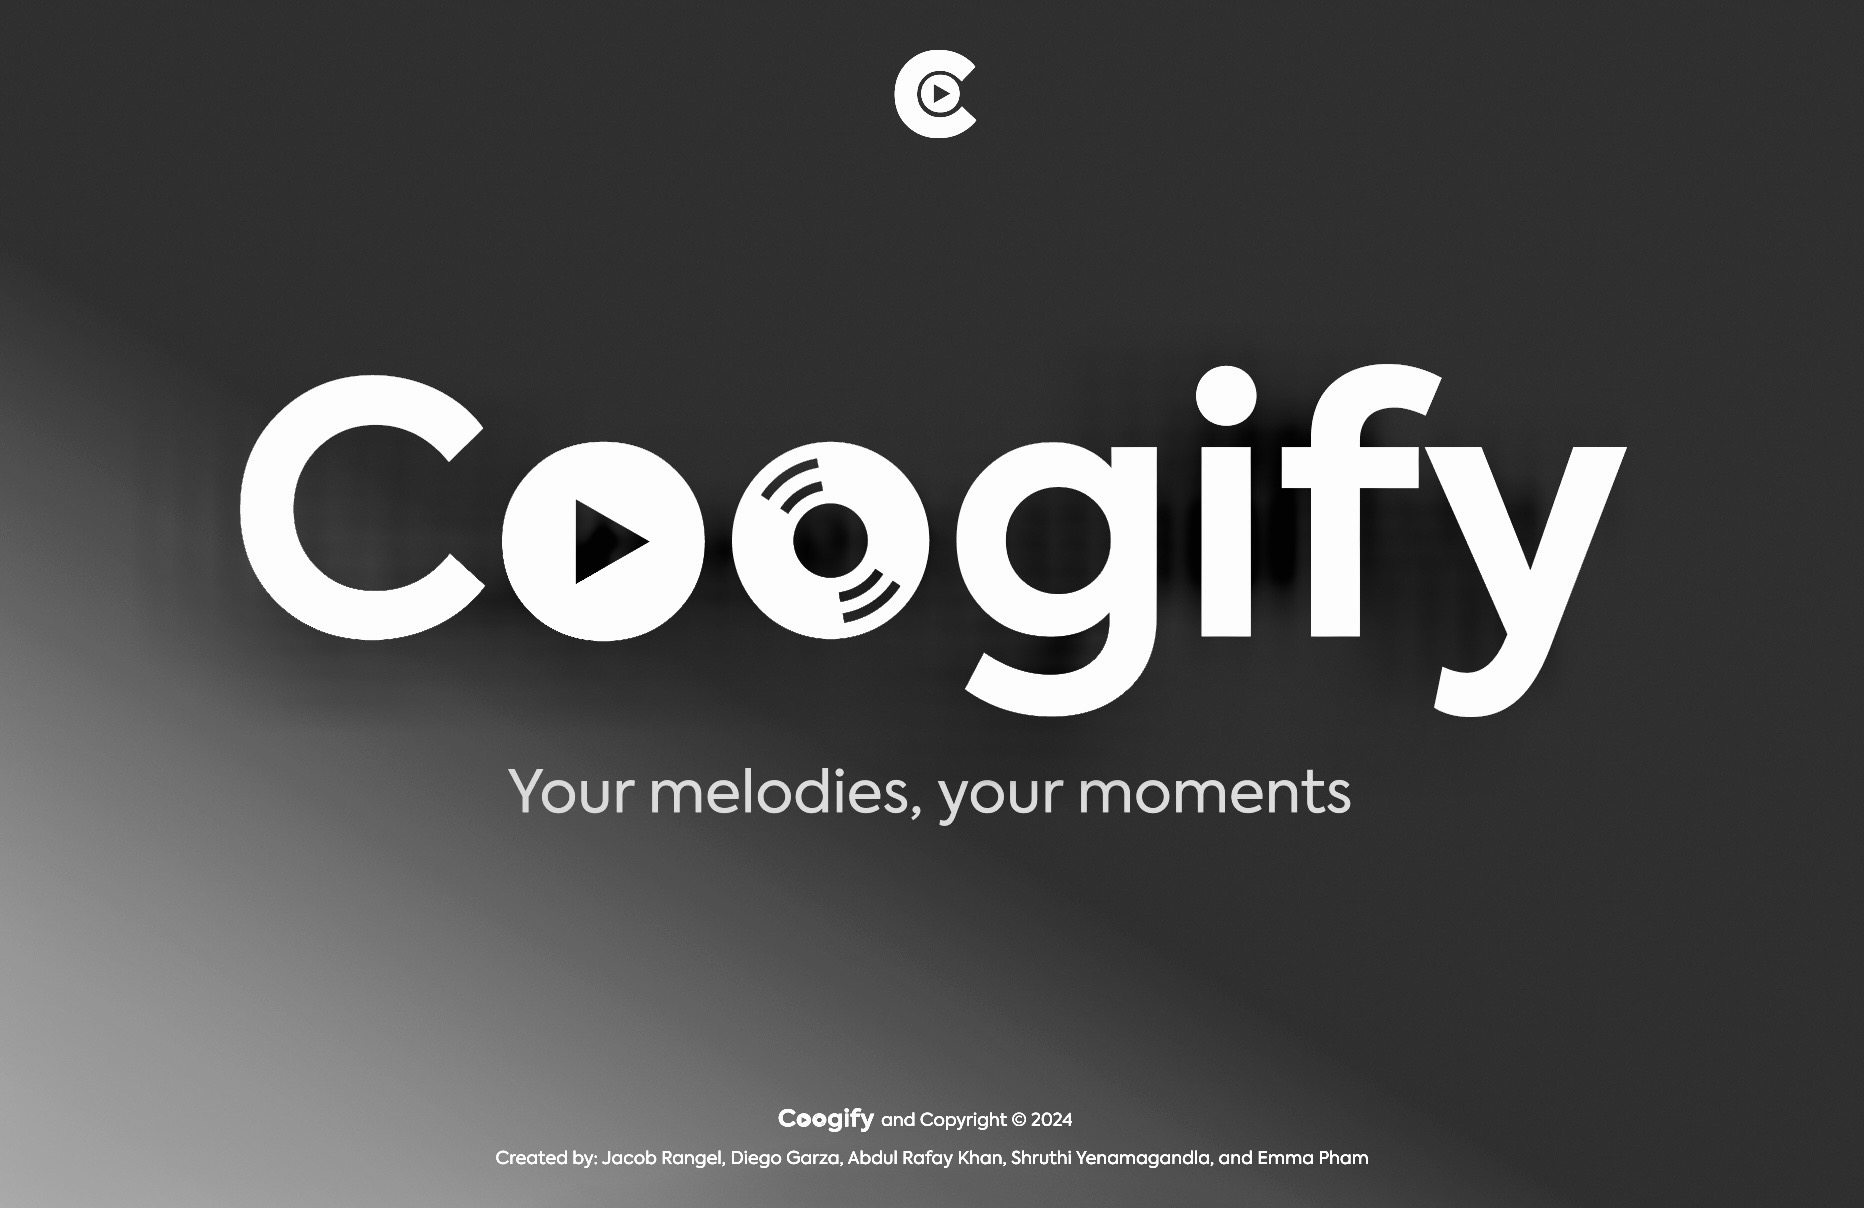 Coogify
Your melodies, your moments
Coogify and Copyright © 2024
Created by: Jacob Rangel, Diego Garza, Abdul Rafay Khan, Shruthi Yenamagandla, and Emma Pham